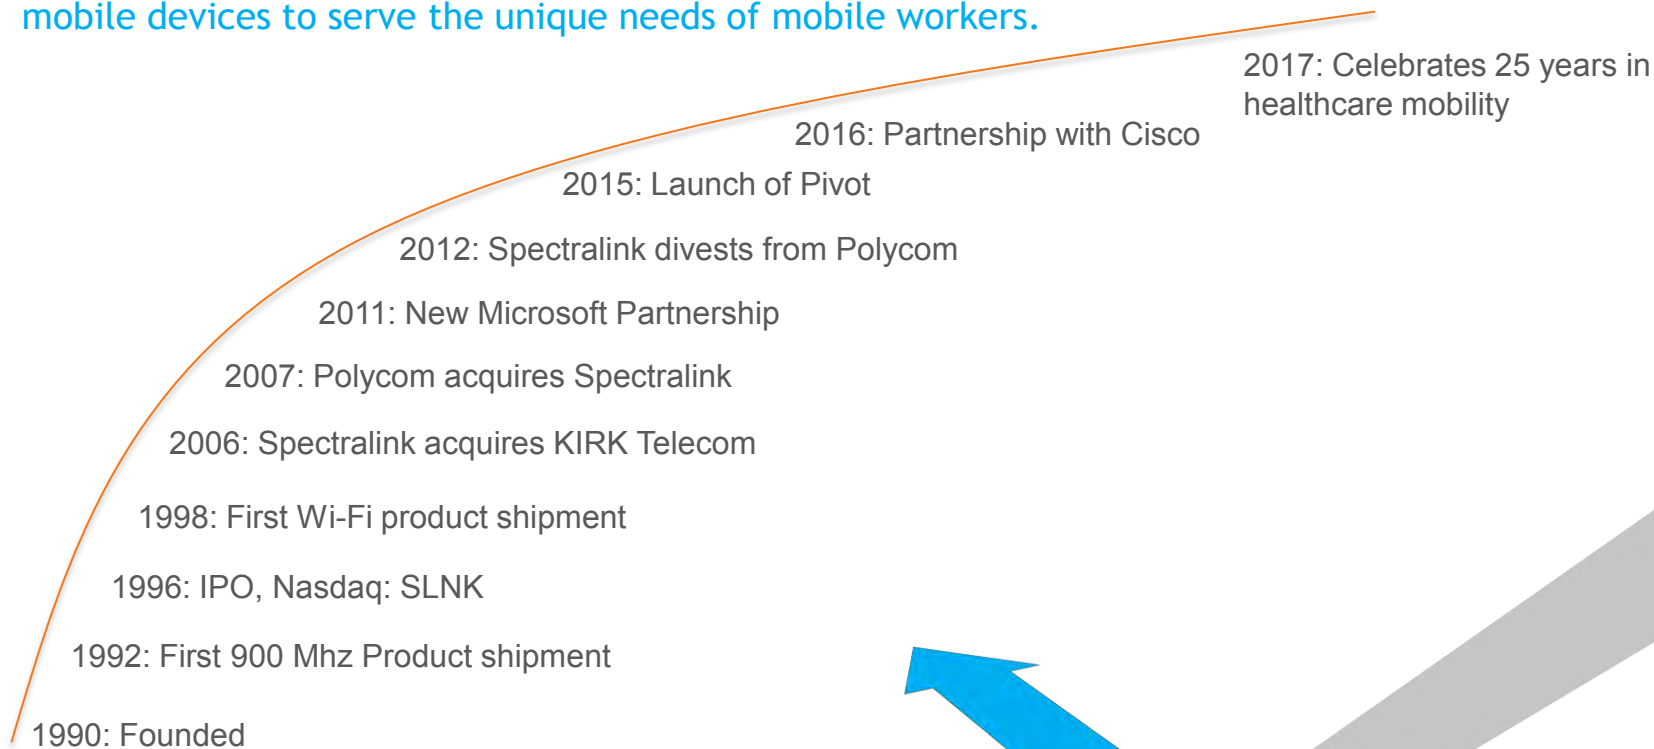 mobile devices to serve the unique needs of mobile workers.
2017: Celebrates 25 years in
healthcare mobility
2016: Partnership with Cisco
2015: Launch of Pivot
2012: Spectralink divests from Polycom
2011: New Microsoft Partnership
2007: Polycom acquires Spectralink
2006: Spectralink acquires KIRK Telecom
1998: First Wi-Fi product shipment
1996: IPO, Nasdaq: SLNK
1992: First 900 Mhz Product shipment
1990: Founded